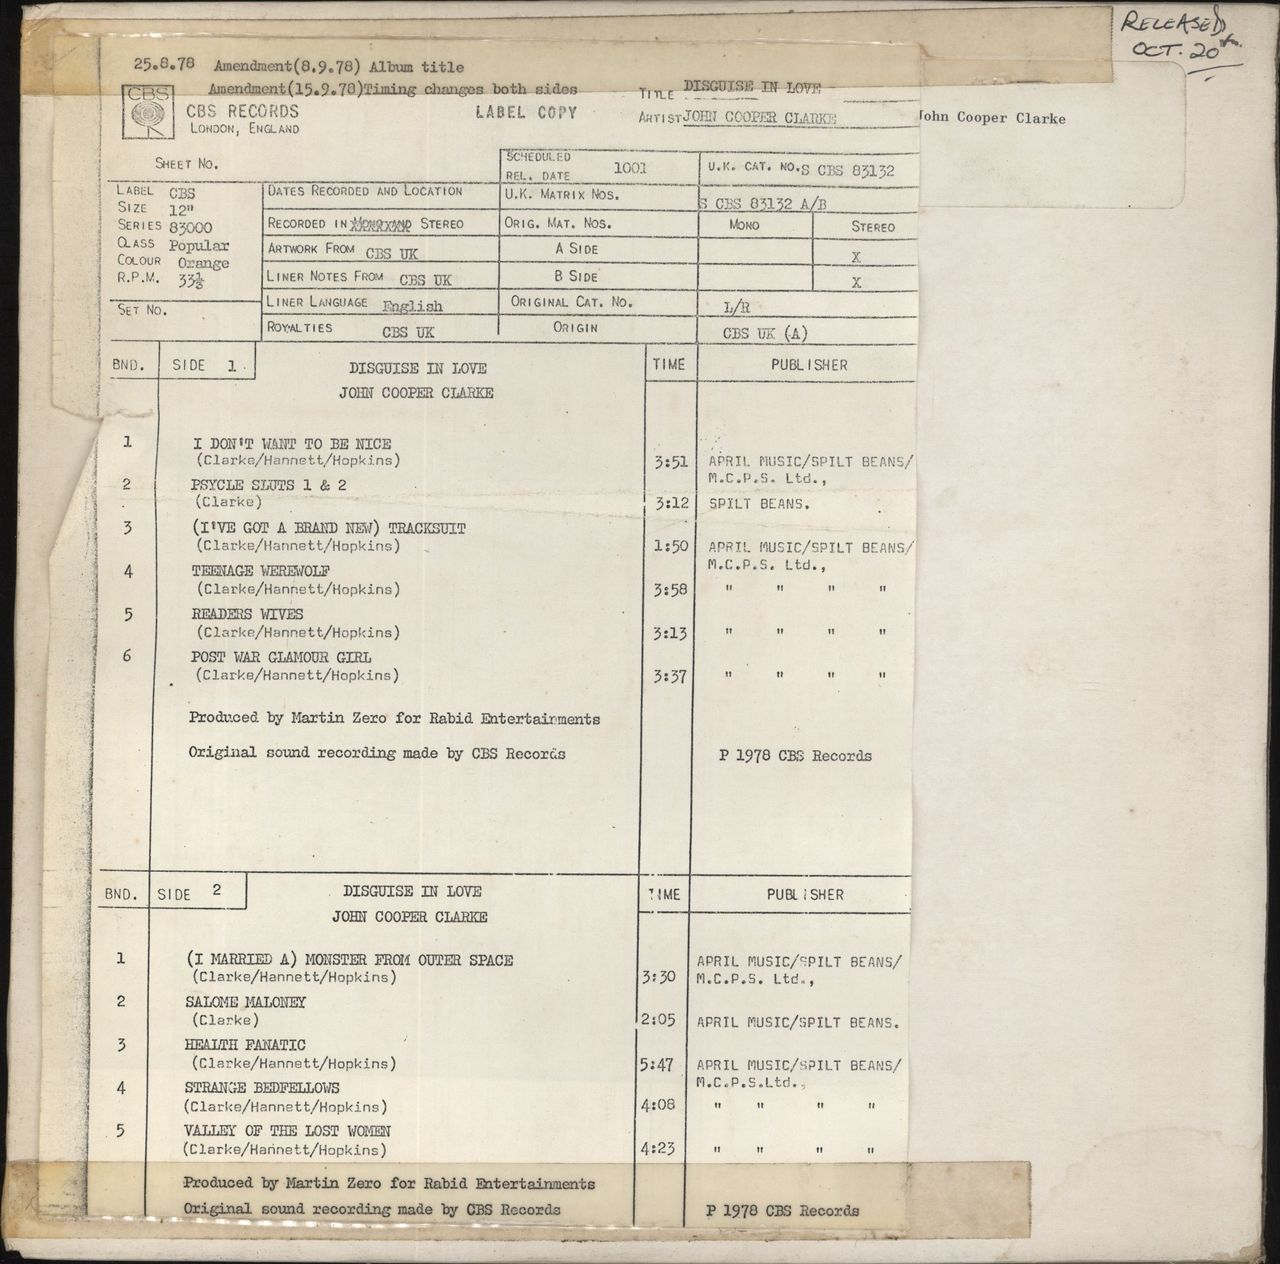 RELEASED
OCT. 20
25.8.78 Amendment(8.9.78) Album title
Amendment(15.9.78)Timing changes both sides
CBS
CBS RECORDS
LONDON, ENGLAND
LABEL COPY
TITLE DISGUISE IN LOVE
ARTIST JOHN COOPER CLARKE
John Cooper Clarke
SHEET NO.
SCHEDULED
REL. DATE 1001
U.K. CAT. NO. S CBS 83132
LABEL CBS
SIZE 12"
SERIES 83000
CLASS Popular
COLOUR Orange
R.P.M. 33⅓
SET NO.
DATES RECORDED AND LOCATION
RECORDED IN STEREO
ARTWORK FROM CBS UK
LINER NOTES FROM CBS UK
LINER LANGUAGE English
ROYALTIES CBS UK
U.K. MATRIX NOS. S CBS 83132 A/B
ORIG. MAT. NOS. MONO STEREO
A SIDE X
B SIDE X
ORIGINAL CAT. NO. L/R
ORIGIN CBS UK (A)
BND. SIDE 1. DISGUISE IN LOVE TIME PUBLISHER
JOHN COOPER CLARKE
1 I DON'T WANT TO BE NICE
(Clarke/Hannett/Hopkins) 3:51 APRIL MUSIC/SPILT BEANS/
M.C.P.S. Ltd.,
2 PSYCLE SLUTS 1 & 2
(Clarke) 3:12 SPILT BEANS.
3 (I'VE GOT A BRAND NEW) TRACKSUIT
(Clarke/Hannett/Hopkins) 1:50 APRIL MUSIC/SPILT BEANS/
M.C.P.S. Ltd.,
4 TEENAGE WEREWOLF
(Clarke/Hannett/Hopkins) 3:58 " " " "
5 READERS WIVES
(Clarke/Hannett/Hopkins) 3:13 " " " "
6 POST WAR GLAMOUR GIRL
(Clarke/Hannett/Hopkins) 3:37 " " " "
Produced by Martin Zero for Rabid Entertainments
Original sound recording made by CBS Records P 1978 CBS Records
BND. SIDE 2 DISGUISE IN LOVE TIME PUBLISHER
JOHN COOPER CLARKE
1 (I MARRIED A) MONSTER FROM OUTER SPACE APRIL MUSIC/SPILT BEANS/
(Clarke/Hannett/Hopkins) 3:30 M.C.P.S. Ltd.,
2 SALOME MALONEY
(Clarke) 2:05 APRIL MUSIC/SPILT BEANS.
3 HEALTH FANATIC
(Clarke/Hannett/Hopkins) 5:47 APRIL MUSIC/SPILT BEANS/
M.C.P.S.Ltd.,
4 STRANGE BEDFELLOWS
(Clarke/Hannett/Hopkins) 4:08 " " " "
5 VALLEY OF THE LOST WOMEN
(Clarke/Hannett/Hopkins) 4:23 " " " "
Produced by Martin Zero for Rabid Entertainments
Original sound recording made by CBS Records P 1978 CBS Records